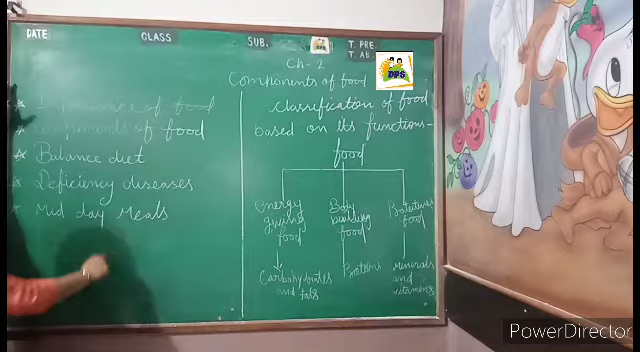 DATE
CLASS
SUB.
T. PRE.
T. AB
DPS
Ch-2
Components of food
* Importance of food
* Components of food
* Balance diet
* Deficiency diseases
* Mid day Meals
Classification of food
based on its functions-
food
Energy
giving
food
Body
building
food
Protective
food
Carbohydrates
and fats
Proteins
Minerals
and
vitamins
PowerDirector